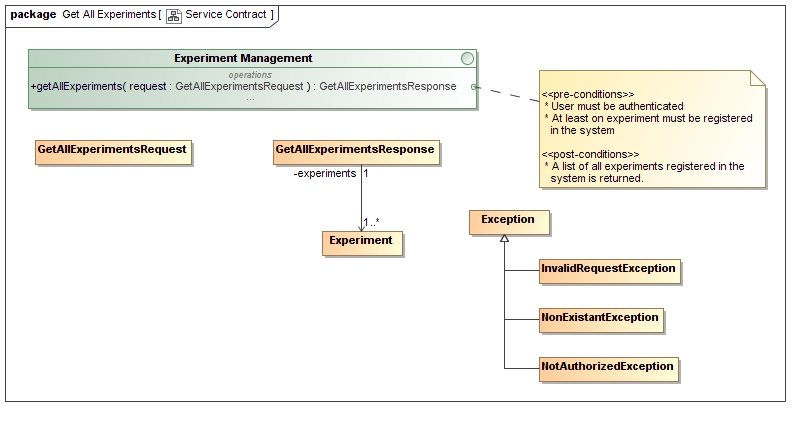 package Get All Experiments [ Service Contract ]
Experiment Management
operations
+getAllExperiments( request : GetAllExperimentsRequest ) : GetAllExperimentsResponse
...
<<pre-conditions>>
* User must be authenticated
* At least on experiment must be registered
in the system
<<post-conditions>>
* A list of all experiments registered in the
system is returned.
GetAllExperimentsRequest
GetAllExperimentsResponse
-experiments 1
1..*
Experiment
Exception
InvalidRequestException
NonExistantException
NotAuthorizedException